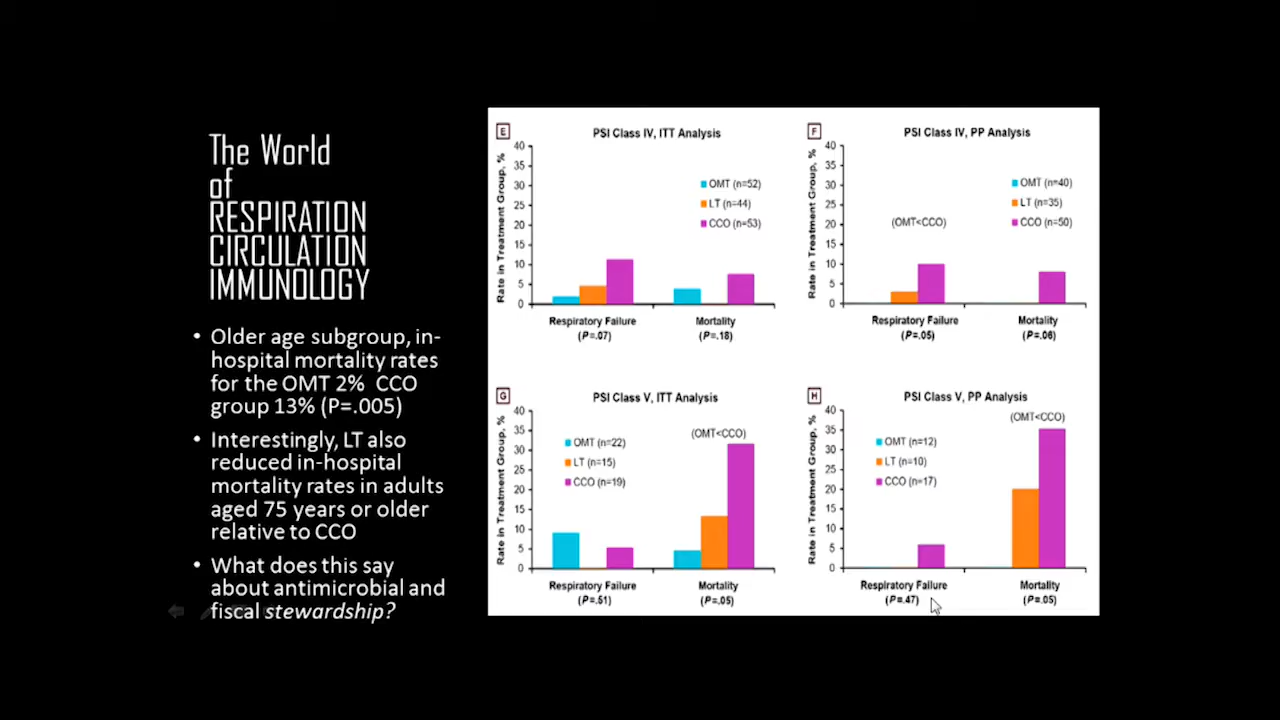 The World
of
RESPIRATION
CIRCULATION
IMMUNOLOGY
• Older age subgroup, in-
hospital mortality rates
for the OMT 2% CCO
group 13% (P=.005)
• Interestingly, LT also
reduced in-hospital
mortality rates in adults
aged 75 years or older
relative to CCO
• What does this say
about antimicrobial and
fiscal stewardship?
E
PSI Class IV, ITT Analysis
Rate in Treatment Group, %
40
35
30
25
20
15
10
5
0
OMT (n=52)
LT (n=44)
CCO (n=53)
Respiratory Failure
(P=.07)
Mortality
(P=.18)
F
PSI Class IV, PP Analysis
Rate in Treatment Group, %
40
35
30
25
20
15
10
5
0
OMT (n=40)
LT (n=35)
CCO (n=50)
(OMT<CCO)
Respiratory Failure
(P=.05)
Mortality
(P=.06)
G
PSI Class V, ITT Analysis
Rate in Treatment Group, %
40
35
30
25
20
15
10
5
0
OMT (n=22)
LT (n=15)
CCO (n=19)
(OMT<CCO)
Respiratory Failure
(P=.51)
Mortality
(P=.05)
H
PSI Class V, PP Analysis
Rate in Treatment Group, %
40
35
30
25
20
15
10
5
0
(OMT<CCO)
OMT (n=12)
LT (n=10)
CCO (n=17)
Respiratory Failure
(P=.47)
Mortality
(P=.05)